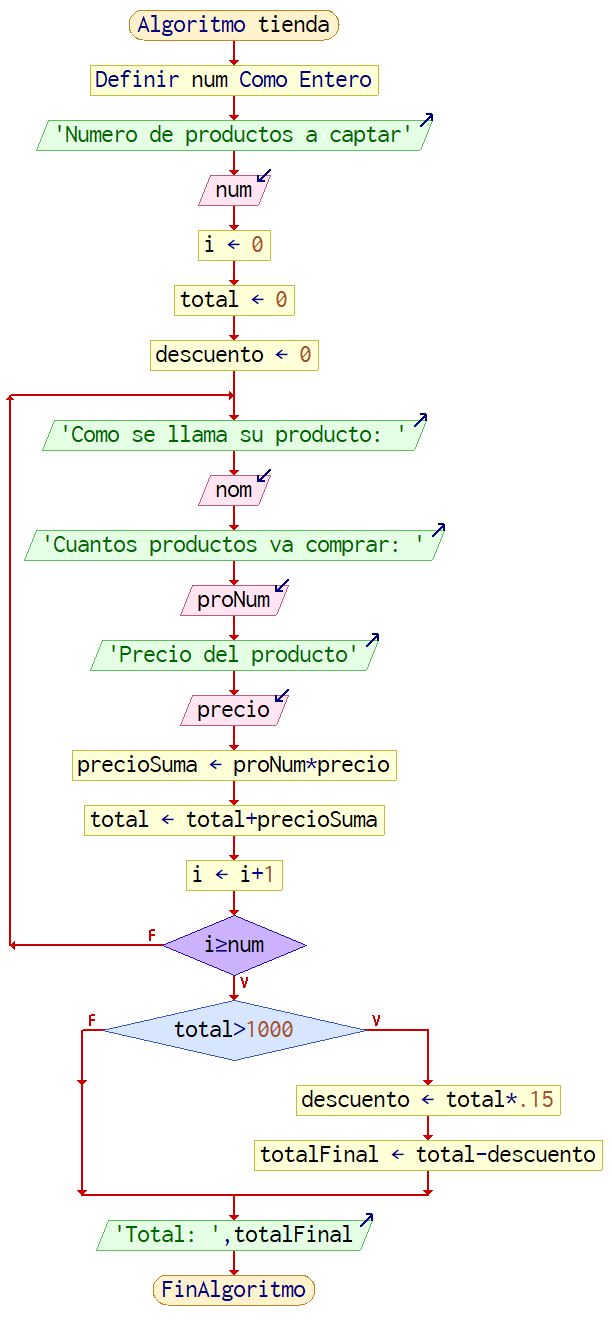 Algoritmo tienda
Definir num Como Entero
'Numero de productos a captar'
num
i ← 0
total ← 0
descuento ← 0
'Como se llama su producto: '
nom
'Cuantos productos va comprar: '
proNum
'Precio del producto'
precio
precioSuma ← proNum*precio
total ← total+precioSuma
i ← i+1
F
i≥num
V
F
total>1000
V
descuento ← total*.15
totalFinal ← total-descuento
'Total: ',totalFinal
FinAlgoritmo